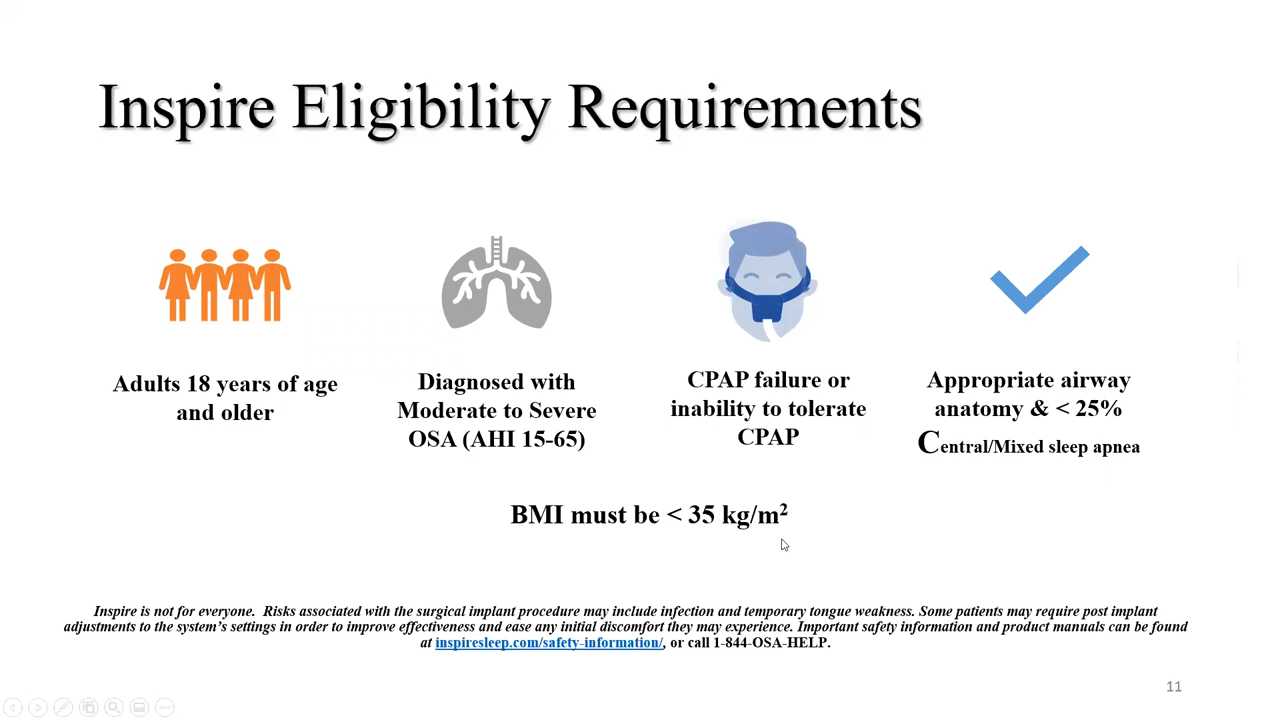 Inspire Eligibility Requirements
Adults 18 years of age
and older
Diagnosed with
Moderate to Severe
OSA (AHI 15-65)
CPAP failure or
inability to tolerate
CPAP
Appropriate airway
anatomy & < 25%
Central/Mixed sleep apnea
BMI must be < 35 kg/m²
Inspire is not for everyone.  Risks associated with the surgical implant procedure may include infection and temporary tongue weakness. Some patients may require post implant
adjustments to the system’s settings in order to improve effectiveness and ease any initial discomfort they may experience. Important safety information and product manuals can be found
at inspiresleep.com/safety-information/, or call 1-844-OSA-HELP.
11